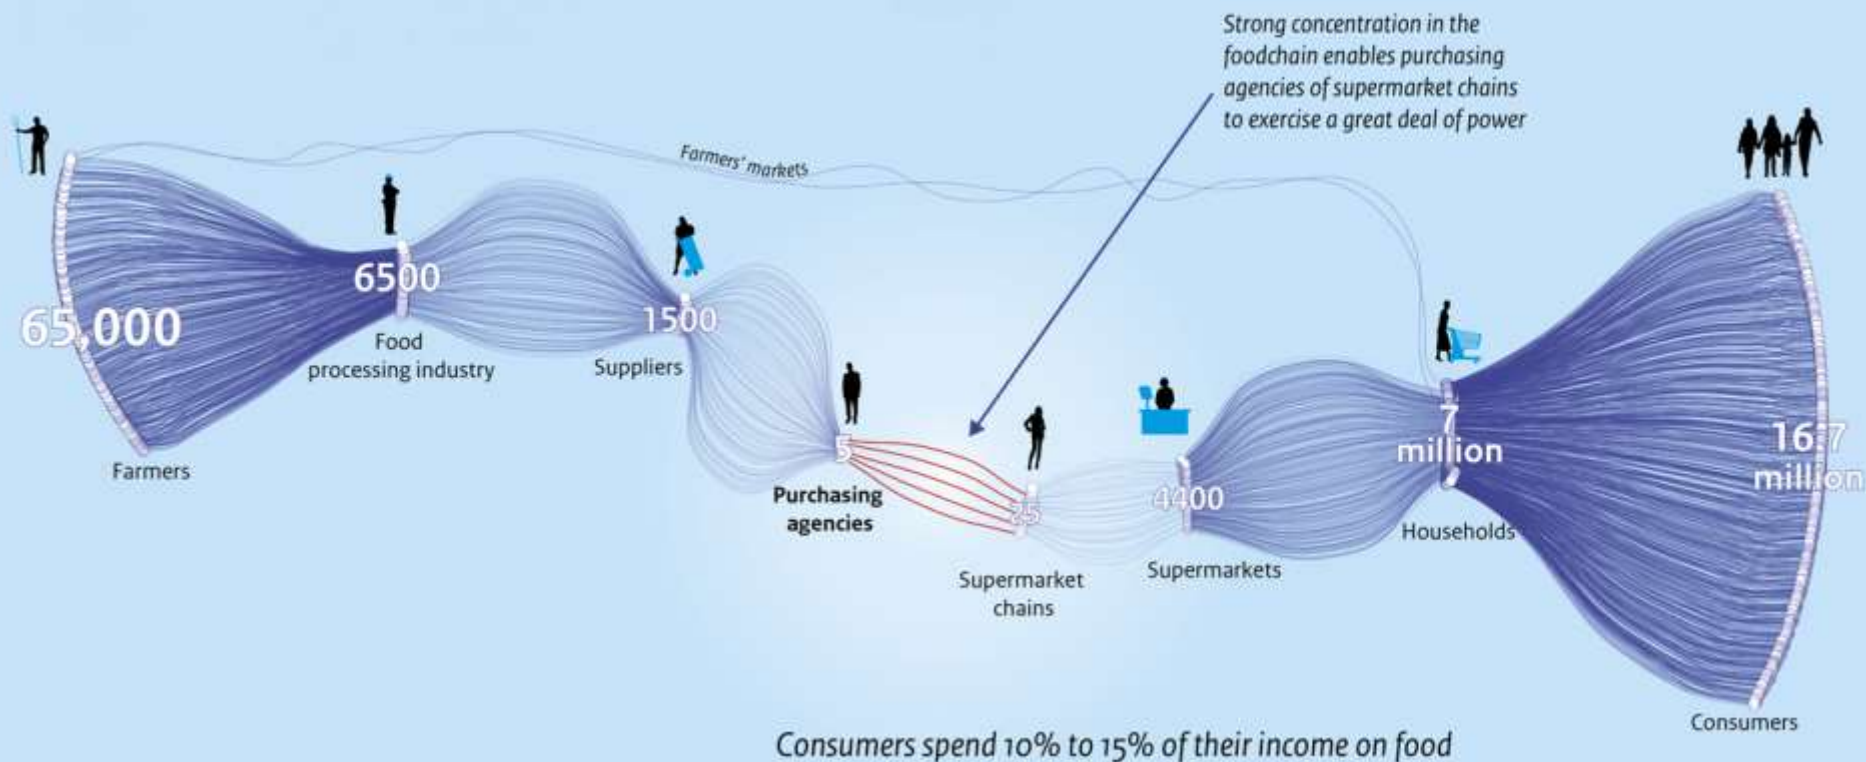 Strong concentration in the
foodchain enables purchasing
agencies of supermarket chains
to exercise a great deal of power
Farmers' markets
65,000
Farmers
6500
Food
processing industry
1500
Suppliers
5
Purchasing
agencies
25
Supermarket
chains
4400
Supermarkets
7
million
Households
16,7
million
Consumers
Consumers spend 10% to 15% of their income on food